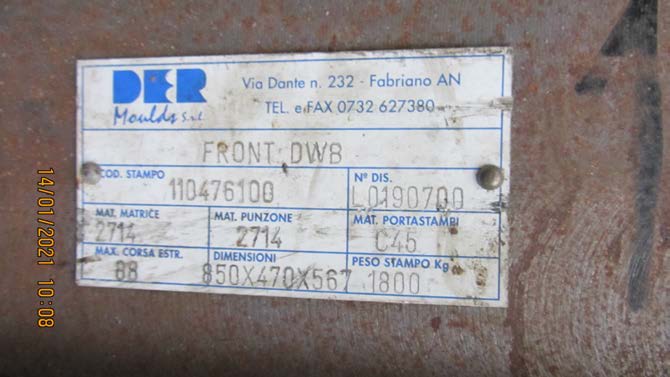 DER
Moulds s.r.l.
Via Dante n. 232 - Fabriano AN
TEL. e FAX 0732 627380
FRONT. DWB
COD. STAMPO
110476100
N° DIS.
L0190700
MAT. MATRICE
2714
MAT. PUNZONE
2714
MAT. PORTASTAMPI
C45
MAX. CORSA ESTR.
88
DIMENSIONI
850X470X567
PESO STAMPO Kg
1800
14/01/2021 10:08